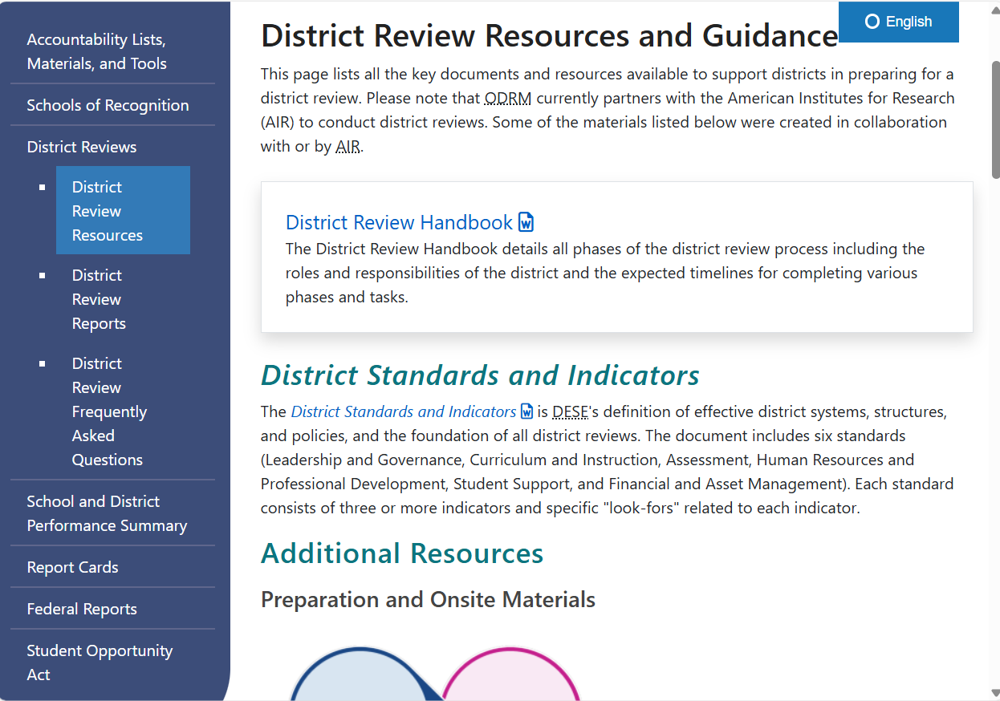 Accountability Lists,
Materials, and Tools
Schools of Recognition
District Reviews
District
Review
Resources
District
Review
Reports
District
Review
Frequently
Asked
Questions
School and District
Performance Summary
Report Cards
Federal Reports
Student Opportunity
Act
English
District Review Resources and Guidance
This page lists all the key documents and resources available to support districts in preparing for a
district review. Please note that ODRM currently partners with the American Institutes for Research
(AIR) to conduct district reviews. Some of the materials listed below were created in collaboration
with or by AIR.
District Review Handbook
The District Review Handbook details all phases of the district review process including the
roles and responsibilities of the district and the expected timelines for completing various
phases and tasks.
District Standards and Indicators
The District Standards and Indicators is DESE's definition of effective district systems, structures,
and policies, and the foundation of all district reviews. The document includes six standards
(Leadership and Governance, Curriculum and Instruction, Assessment, Human Resources and
Professional Development, Student Support, and Financial and Asset Management). Each standard
consists of three or more indicators and specific "look-fors" related to each indicator.
Additional Resources
Preparation and Onsite Materials